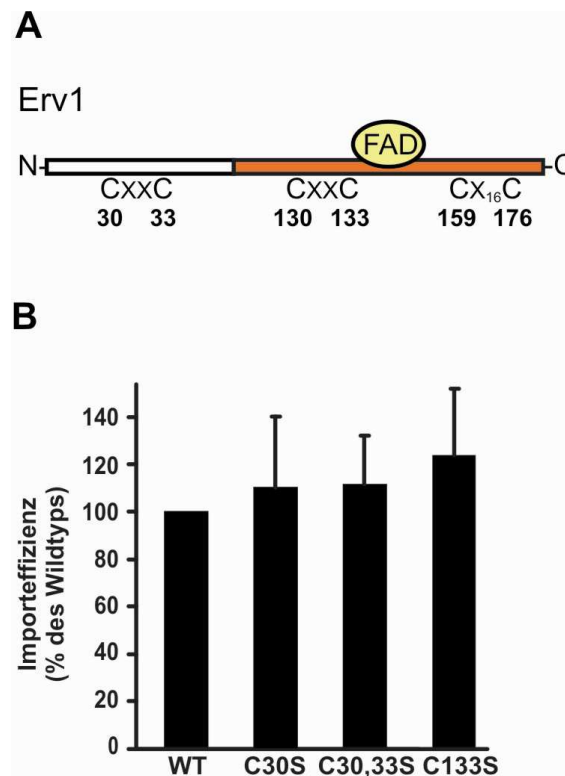 A
Erv1
FAD
N- -C
CxxC CxxC Cx₁₆C
30 33 130 133 159 176
B
Importeffizienz
(% des Wildtyps)
140
120
100
80
60
40
20
0
WT C30S C30,33S C133S